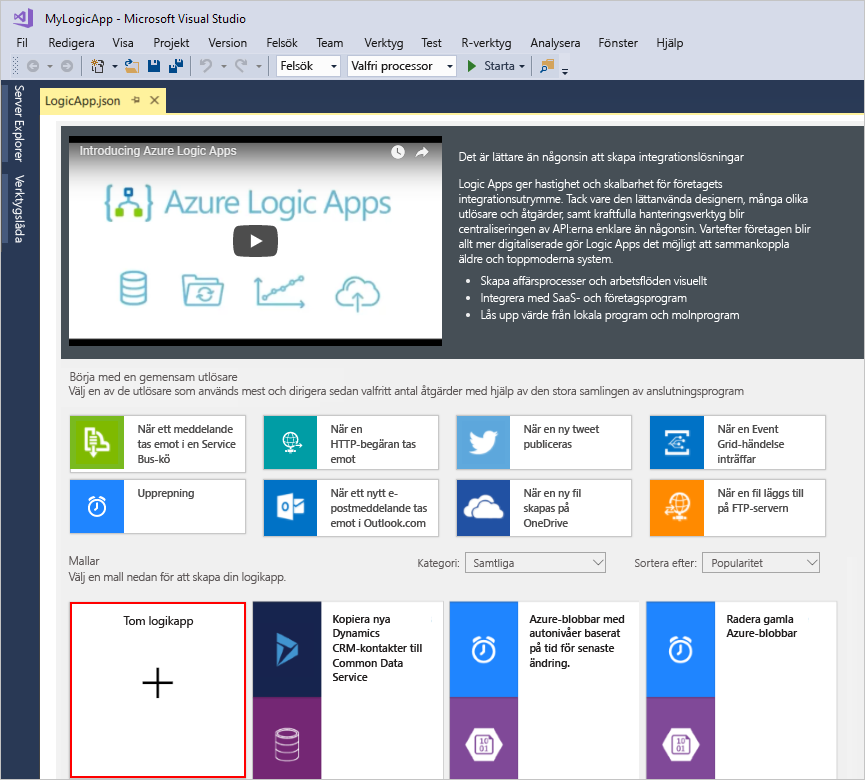 MyLogicApp - Microsoft Visual Studio
Fil Redigera Visa Projekt Version Felsök Team Verktyg Test R-verktyg Analysera Fönster Hjälp
Felsök Valfri processor Starta
Server Explorer
Verktygslåda
LogicApp.json
Introducing Azure Logic Apps
Azure Logic Apps
Det är lättare än någonsin att skapa integrationslösningar
Logic Apps ger hastighet och skalbarhet för företagets
integrationsutrymme. Tack vare den lättanvända designern, många olika
utlösare och åtgärder, samt kraftfulla hanteringsverktyg blir
centraliseringen av API:erna enklare än någonsin. Vartefter företagen blir
allt mer digitaliserade gör Logic Apps det möjligt att sammankoppla
äldre och toppmoderna system.
• Skapa affärsprocesser och arbetsflöden visuellt
• Integrera med SaaS- och företagsprogram
• Lås upp värde från lokala program och molnprogram
Börja med en gemensam utlösare
Välj en av de utlösare som används mest och dirigera sedan valfritt antal åtgärder med hjälp av den stora samlingen av anslutningsprogram
När ett meddelande
tas emot i en Service
Bus-kö
När en
HTTP-begäran tas
emot
När en ny tweet
publiceras
När en Event
Grid-händelse
inträffar
Upprepning
När ett nytt e-
postmeddelande tas
emot i Outlook.com
När en ny fil
skapas på
OneDrive
När en fil läggs till
på FTP-servern
Mallar
Välj en mall nedan för att skapa din logikapp.
Kategori: Samtliga
Sortera efter: Popularitet
Tom logikapp
Kopiera nya
Dynamics
CRM-kontakter till
Common Data
Service
Azure-blobbar med
autonivåer baserat
på tid för senaste
ändring.
Radera gamla
Azure-blobbar